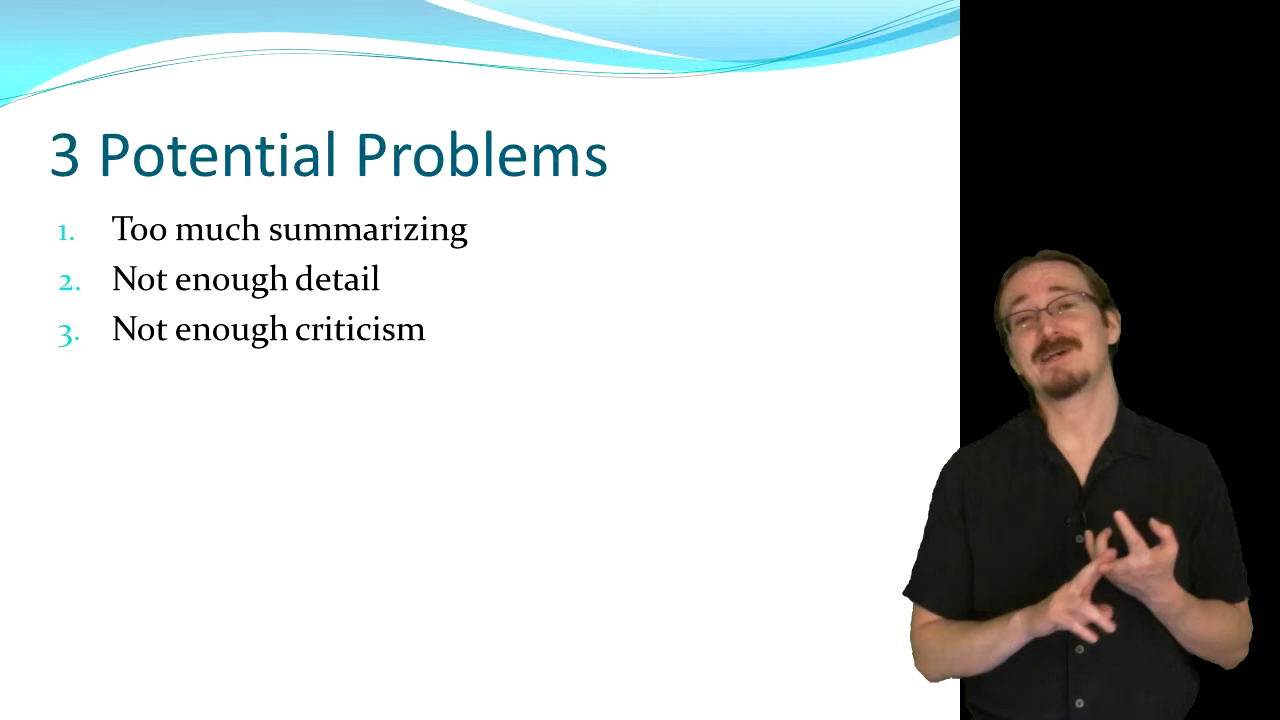 3 Potential Problems
1. Too much summarizing
2. Not enough detail
3. Not enough criticism